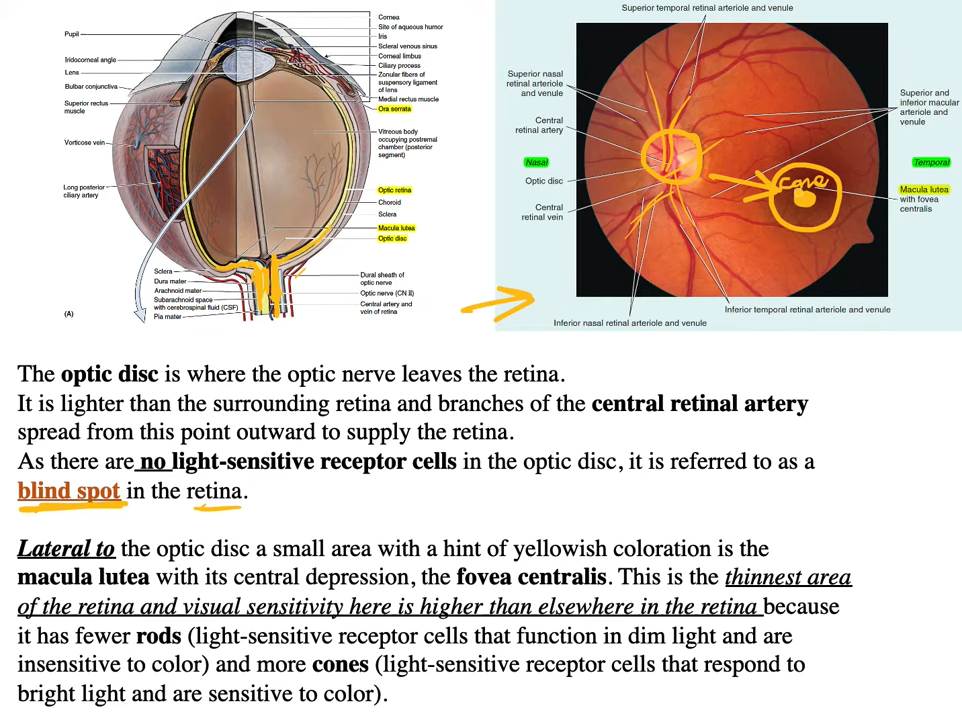 Pupil
Iridocorneal angle
Lens
Bulbar conjunctiva
Superior rectus
muscle
Vorticose vein
Long posterior
ciliary artery
Sclera
Dura mater
Arachnoid mater
Subarachnoid space
with cerebrospinal fluid (CSF)
Pia mater
(A)
Cornea
Site of aqueous humor
Iris
Scleral venous sinus
Corneal limbus
Ciliary process
Zonular fibers of
suspensory ligament
of lens
Medial rectus muscle
Ora serrata
Vitreous body
occupying postremal
chamber (posterior
segment)
Optic retina
Choroid
Sclera
Macula lutea
Optic disc
Dural sheath of
optic nerve
Optic nerve (CN II)
Central artery and
vein of retina
Superior temporal retinal arteriole and venule
Superior nasal
retinal arteriole
and venule
Central
retinal artery
Nasal
Optic disc
Central
retinal vein
cone
Superior and
inferior macular
arteriole and
venule
Temporal
Macula lutea
with fovea
centralis
Inferior temporal retinal arteriole and venule
Inferior nasal retinal arteriole and venule
The optic disc is where the optic nerve leaves the retina.
It is lighter than the surrounding retina and branches of the central retinal artery
spread from this point outward to supply the retina.
As there are no light-sensitive receptor cells in the optic disc, it is referred to as a
blind spot in the retina.
Lateral to the optic disc a small area with a hint of yellowish coloration is the
macula lutea with its central depression, the fovea centralis. This is the thinnest area
of the retina and visual sensitivity here is higher than elsewhere in the retina because
it has fewer rods (light-sensitive receptor cells that function in dim light and are
insensitive to color) and more cones (light-sensitive receptor cells that respond to
bright light and are sensitive to color).